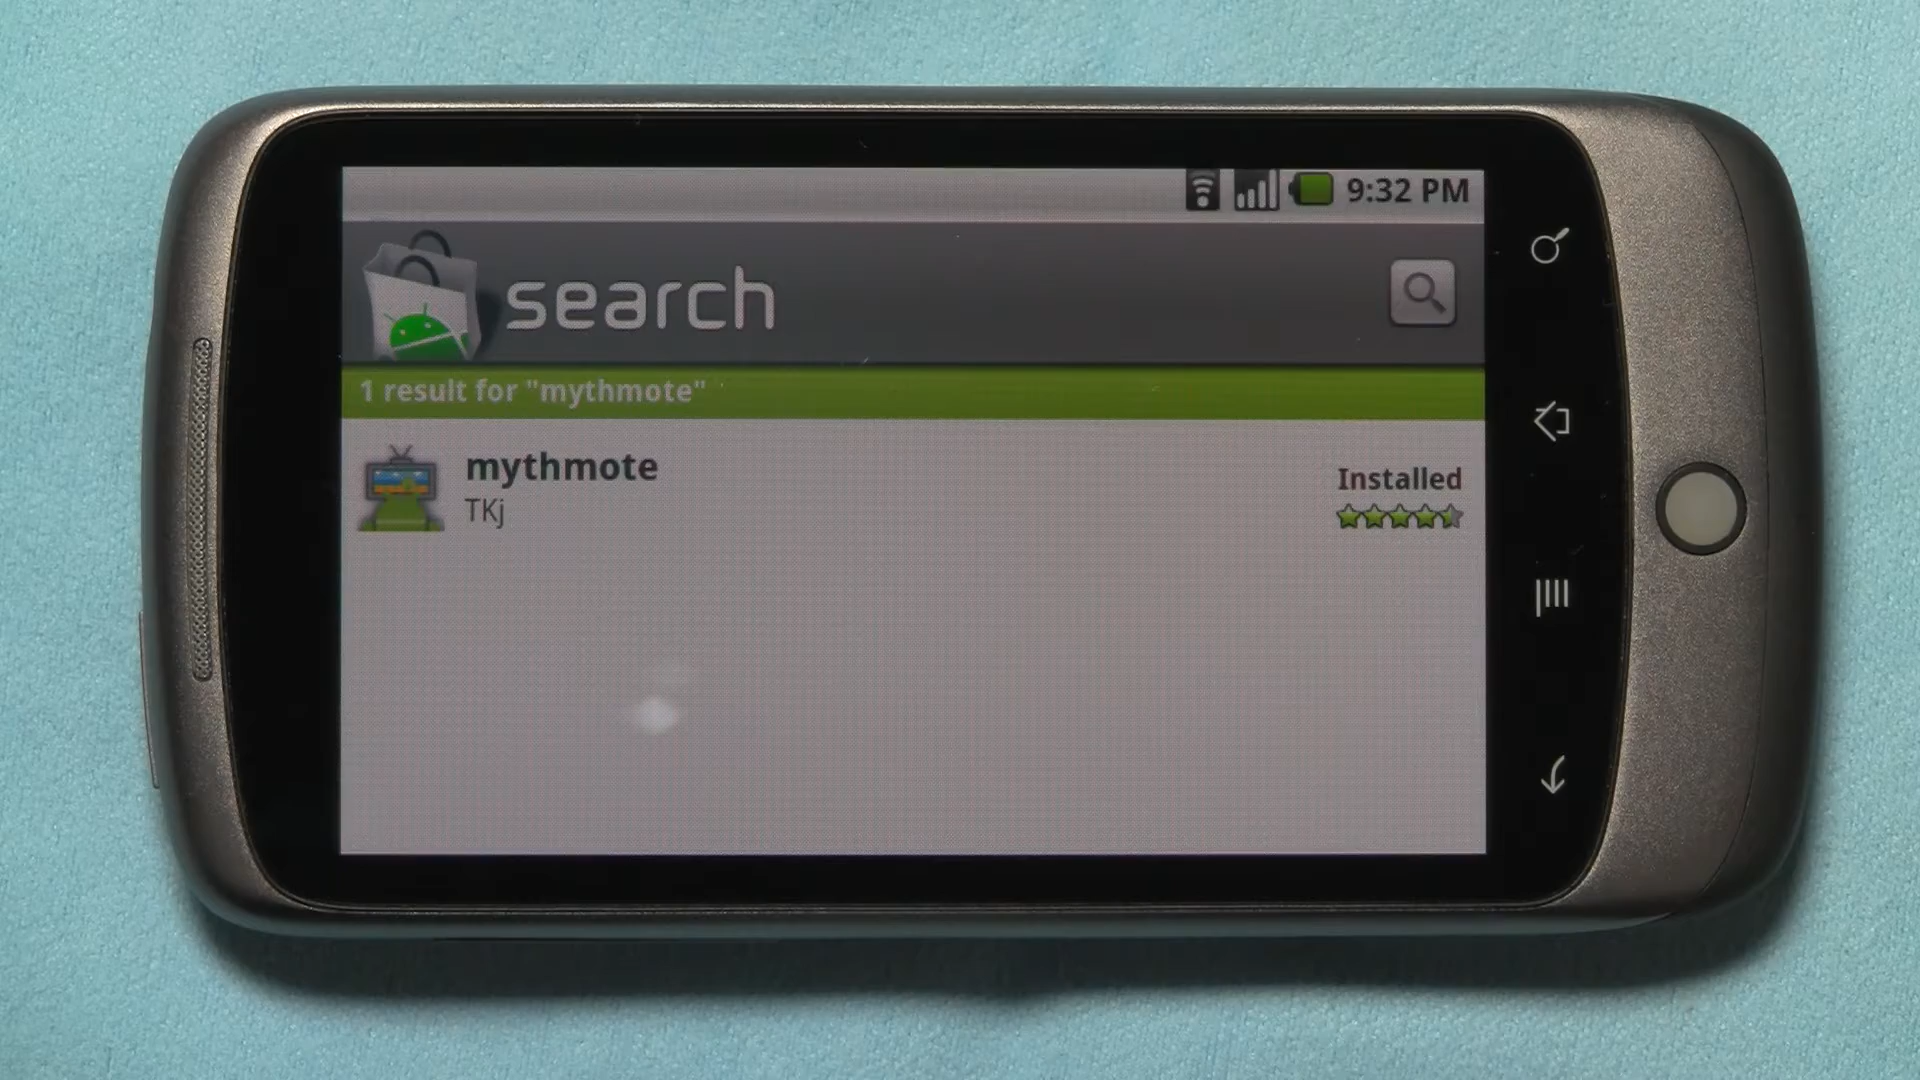 9:32 PM
search
1 result for "mythmote"
mythmote
TKj
Installed